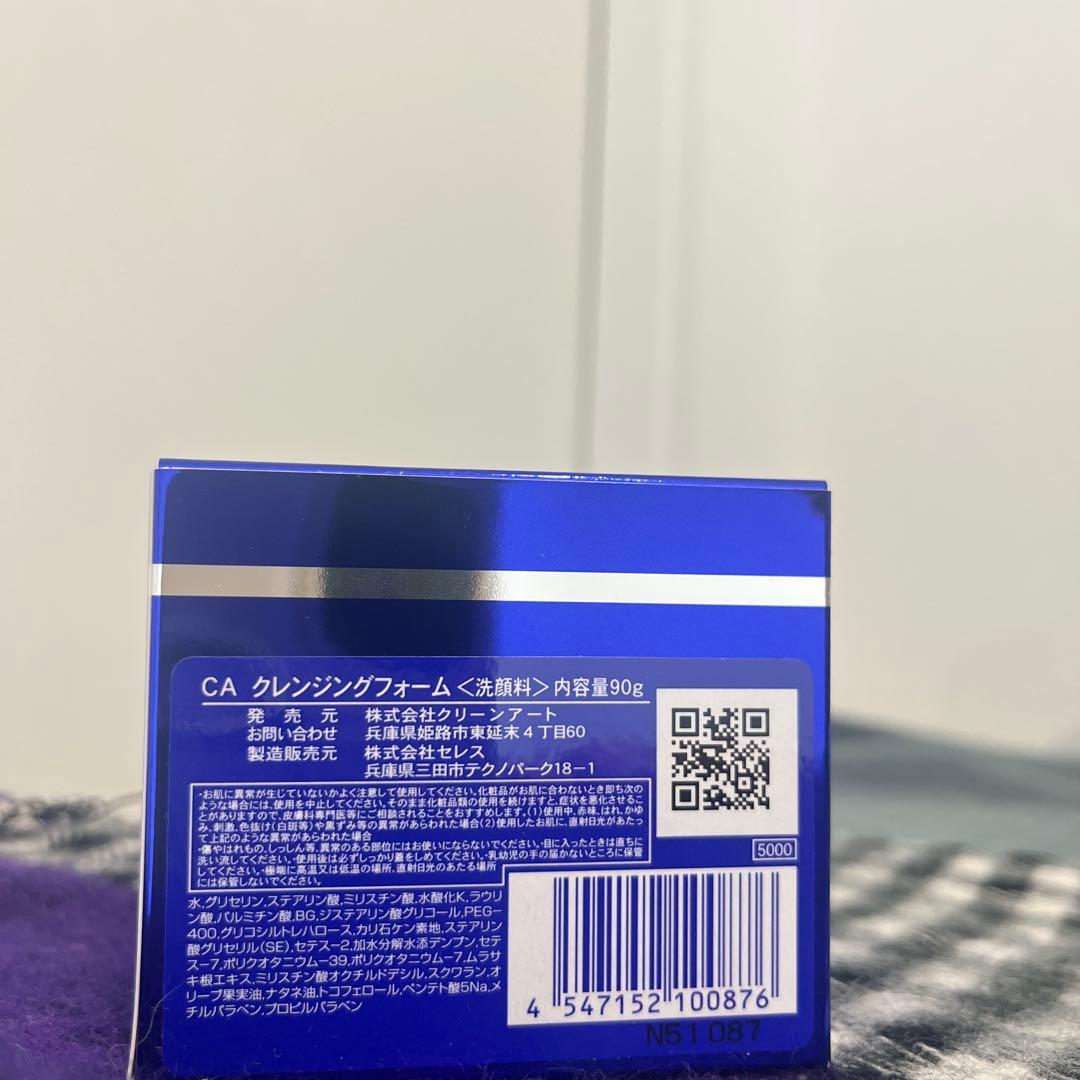 CA クレンジングフォーム<洗顔料>内容量90g
発売元 株式会社クリーンアート
お問い合わせ 兵庫県姫路市東延末4丁目60
製造販売元 株式会社セレス
兵庫県三田市テクノパーク18-1
・お肌に異常が生じていないかよく注意して使用してください。化粧品がお肌に合わないとき即ち次の
ような場合には、使用を中止してください。そのまま化粧品類の使用を続けますと、症状を悪化させるこ
とがありますので、皮膚科専門医等にご相談されることをおすすめします。(1)使用中、赤味、はれ、かゆ
み、刺激、色抜け(白斑等)や黒ずみ等の異常があらわれた場合(2)使用したお肌に、直射日光があたっ
て上記のような異常があらわれた場合
・傷やはれもの、しっしん等、異常のある部位にはお使いにならないでください。・目に入ったときは直ちに
洗い流してください。・使用後は必ずしっかり蓋をしめてください。・乳幼児の手の届かないところに保管
してください。・極端に高温又は低温の場所、直射日光のあたる場所
には保管しないでください。
5000
水,グリセリン,ステアリン酸,ミリスチン酸,水酸化K,ラウリ
ン酸,パルミチン酸,BG,ジステアリン酸グリコール,PEG-
400,グリコシルトレハロース,カリ石ケン素地,ステアリン
酸グリセリル(SE),セテス-2,加水分解水添デンプン,セテ
ス-7,ポリクオタニウム-39,ポリクオタニウム-7,ムラサ
キ根エキス,ミリスチン酸オクチルドデシル,スクワラン,オ
リーブ果実油,ナタネ油,トコフェロール,ペンテト酸5Na,メ
チルパラベン,プロピルパラベン
4 547152 100876
N51087